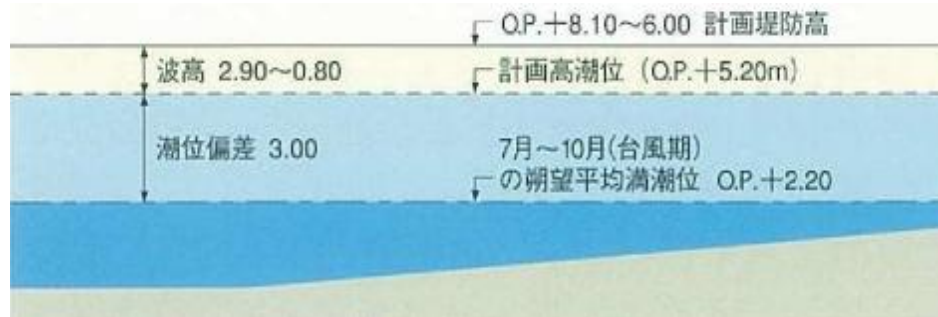 O.P.+8.10～6.00 計画堤防高
波高 2.90～0.80
計画高潮位 (O.P.+5.20m)
潮位偏差 3.00
7月～10月(台風期)
の朔望平均満潮位 O.P.+2.20